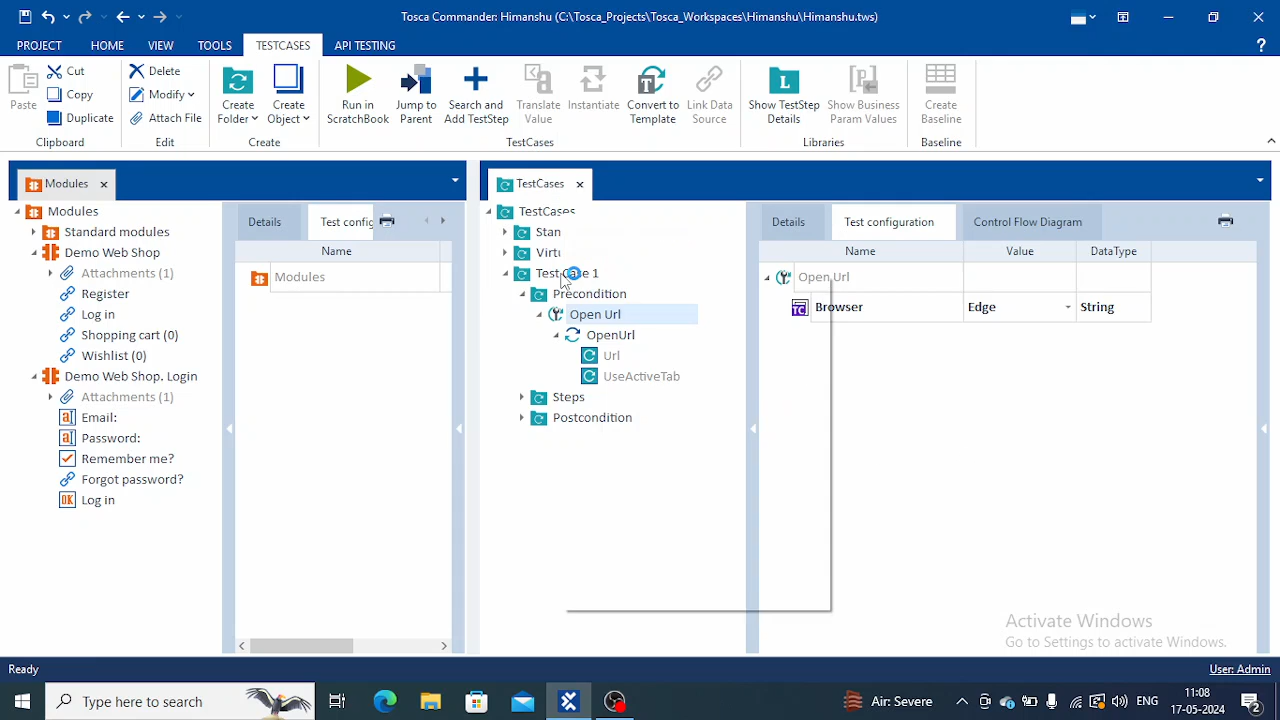 Tosca Commander: Himanshu (C:\Tosca_Projects\Tosca_Workspaces\Himanshu\Himanshu.tws)
PROJECT HOME VIEW TOOLS TESTCASES API TESTING
Paste
Cut
Copy
Duplicate
Clipboard
Delete
Modify
Attach File
Edit
Create Folder
Create Object
Create
Run in ScratchBook
Jump to Parent
Search and Add TestStep
Translate Value
Instantiate
Convert to Template
Link Data Source
TestCases
Show TestStep Details
Show Business Param Values
Libraries
Create Baseline
Baseline
Modules
Modules
Standard modules
Demo Web Shop
Attachments (1)
Register
Log in
Shopping cart (0)
Wishlist (0)
Demo Web Shop. Login
Attachments (1)
Email:
Password:
Remember me?
Forgot password?
Log in
Details Test config
Name
Modules
TestCases
TestCases
Stan
Virtu
Precondition
Open Url
OpenUrl
Url
UseActiveTab
Steps
Postcondition
Details Test configuration Control Flow Diagram
Name Value DataType
Open Url
Browser Edge String
Activate Windows
Go to Settings to activate Windows.
Ready
User: Admin
Type here to search
Air: Severe
ENG
11:08
17-05-2024
2